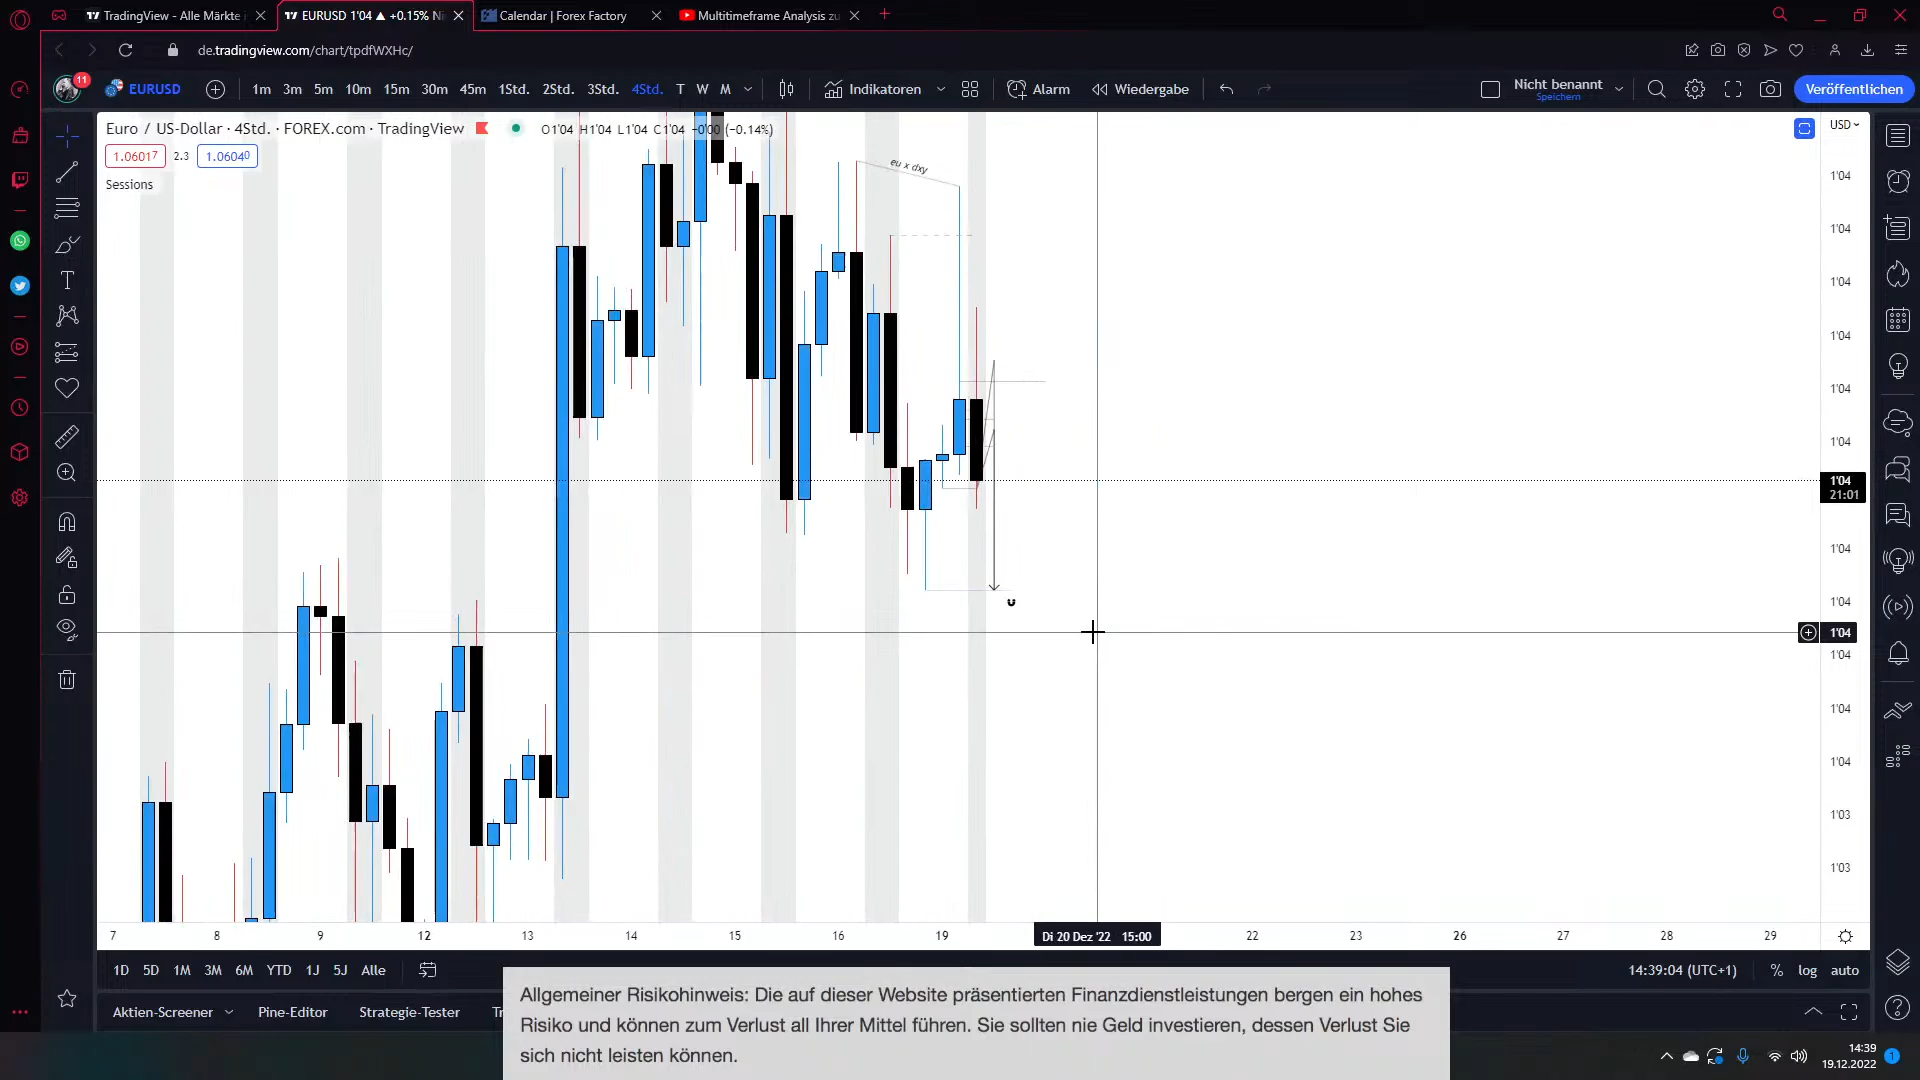 TradingView - Alle Märkte
EURUSD 1'04 ▲ +0.15% Ni
Calendar | Forex Factory
Multitimeframe Analysis zu
de.tradingview.com/chart/tpdfWXHc/
11
EURUSD
1m 3m 5m 10m 15m 30m 45m 1Std. 2Std. 3Std. 4Std. T W M
Indikatoren
Alarm
Wiedergabe
Nicht benannt
Speichern
Veröffentlichen
Euro / US-Dollar · 4Std. · FOREX.com · TradingView
O1'04 H1'04 L1'04 C1'04 -0'00 (-0.14%)
USD
1.06017 2.3 1.06040
Sessions
eu x dxy
1'04
1'04
1'04
1'04
1'04
1'04
1'04
21:01
1'04
1'04
1'04
1'04
1'04
1'04
1'03
1'03
7 8 9 12 13 14 15 16 19 Di 20 Dez '22 15:00 22 23 26 27 28 29
1D 5D 1M 3M 6M YTD 1J 5J Alle
14:39:04 (UTC+1) % log auto
Aktien-Screener Pine-Editor Strategie-Tester
Allgemeiner Risikohinweis: Die auf dieser Website präsentierten Finanzdienstleistungen bergen ein hohes
Risiko und können zum Verlust all Ihrer Mittel führen. Sie sollten nie Geld investieren, dessen Verlust Sie
sich nicht leisten können.
14:39
19.12.2022
1